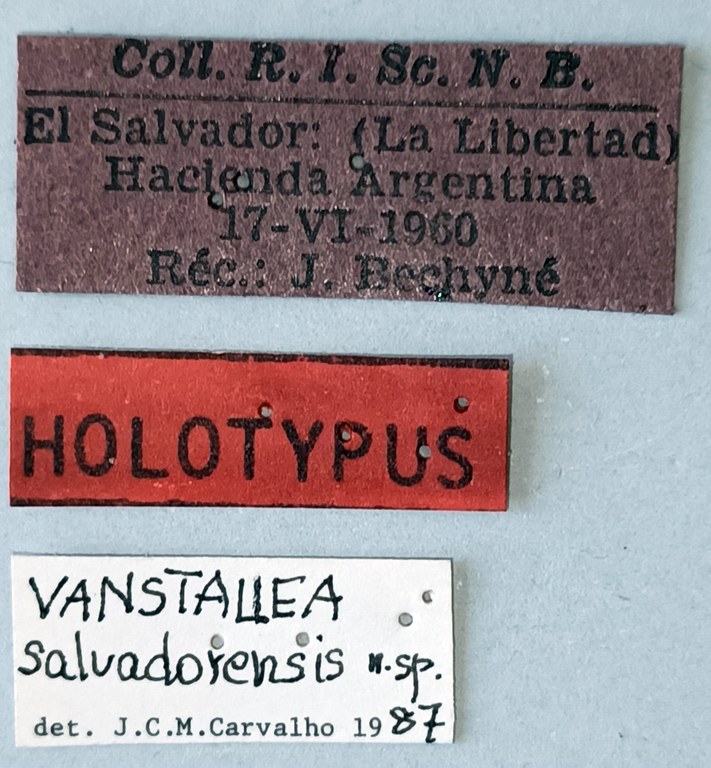 Coll. R. I. Sc. N. B.
El Salvador: (La Libertad)
Hacienda Argentina
17-VI-1960
Réc.: J. Bechyné
HOLOTYPUS
VANSTALLEA
salvadorensis n.sp.
det. J.C.M.Carvalho 1987